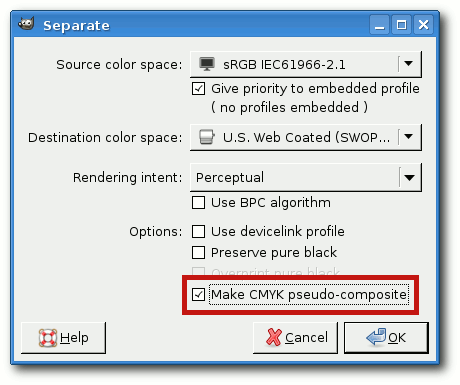 Separate
Source color space: sRGB IEC61966-2.1
Give priority to embedded profile
( no profiles embedded )
Destination color space: U.S. Web Coated (SWOP...
Rendering intent: Perceptual
Use BPC algorithm
Options: Use devicelink profile
Preserve pure black
Overprint pure black
Make CMYK pseudo-composite
Help Cancel OK